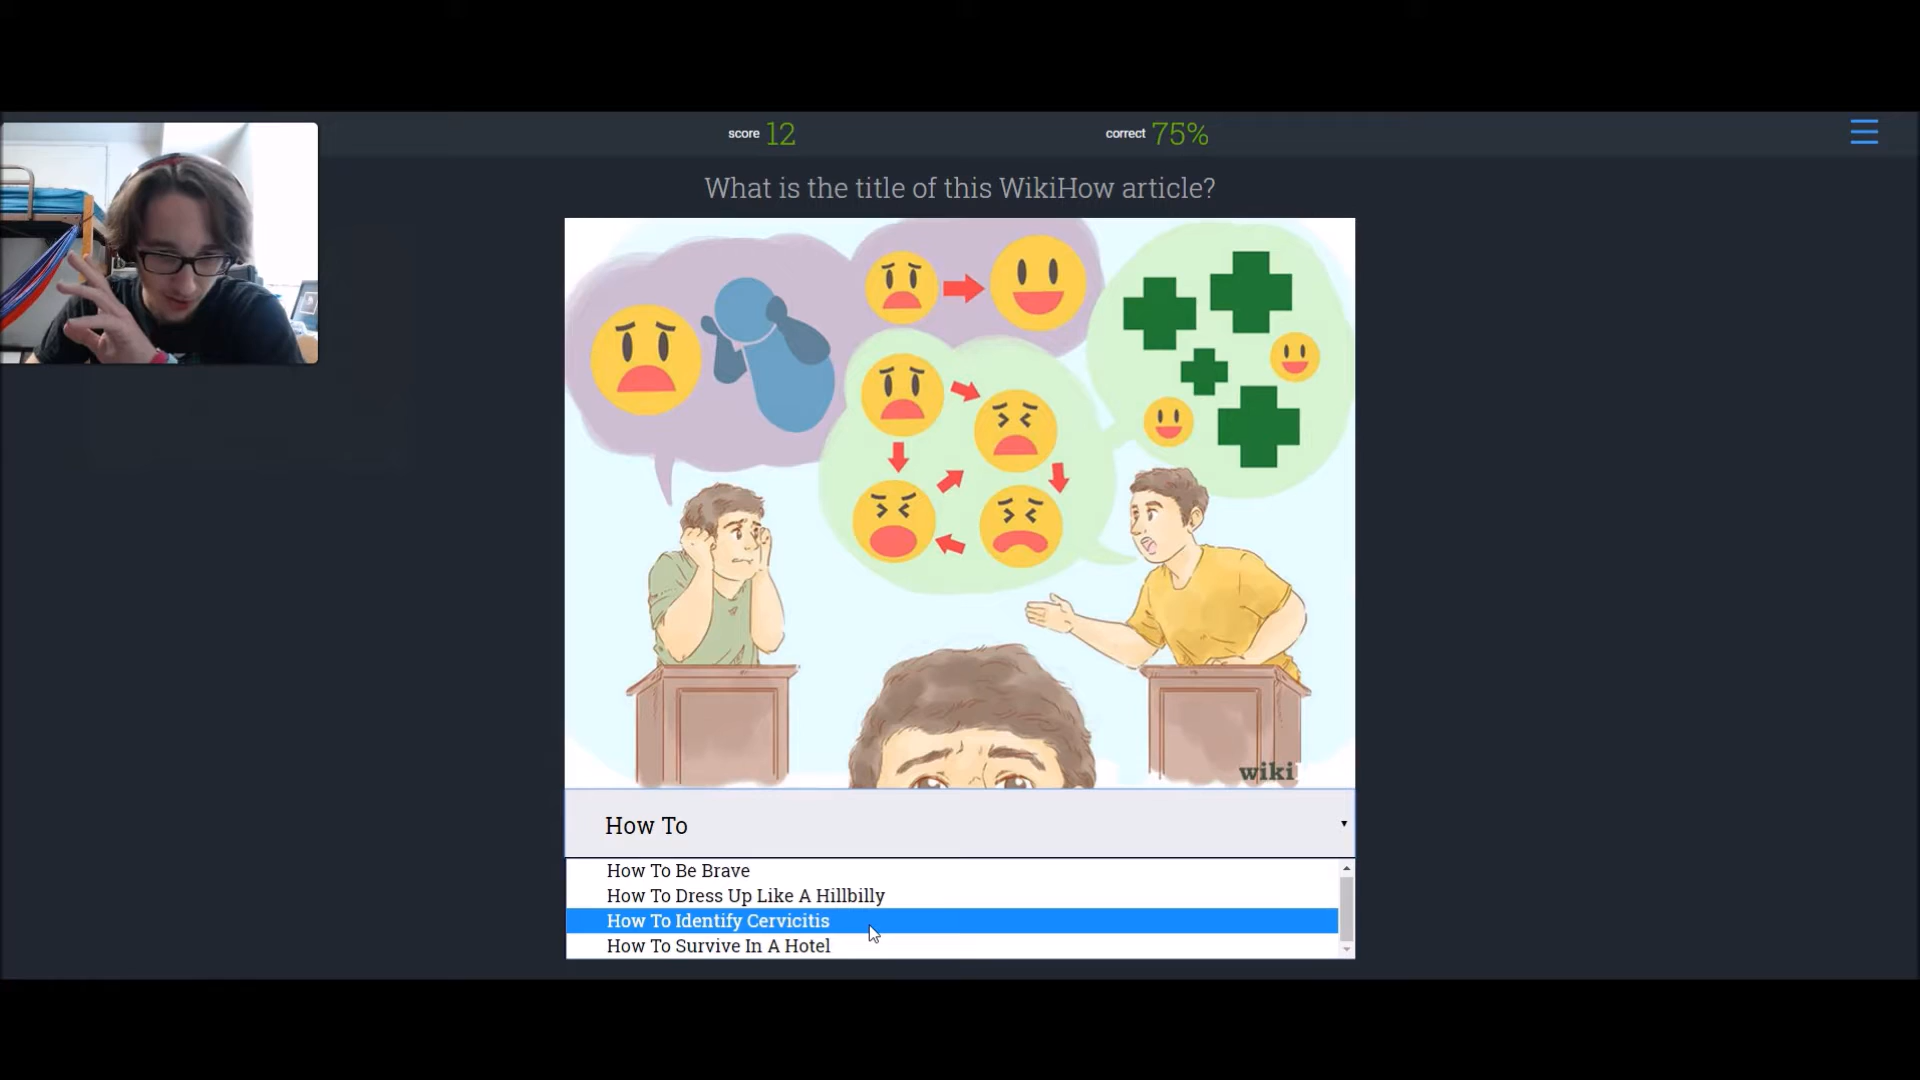 score 12
correct 75%
What is the title of this WikiHow article?
wiki
How To
How To Be Brave
How To Dress Up Like A Hillbilly
How To Identify Cervicitis
How To Survive In A Hotel